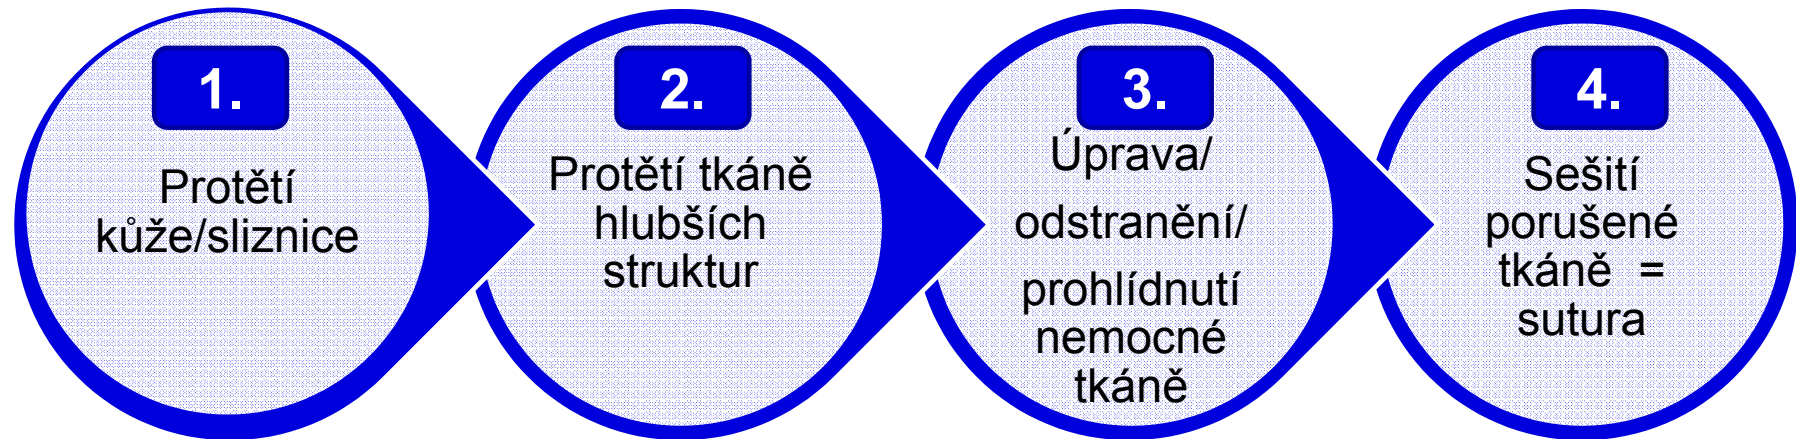 1.
Protětí
kůže/sliznice
2.
Protětí tkáně
hlubších
struktur
3.
Úprava/
odstranění/
prohlídnutí
nemocné
tkáně
4.
Sešití
porušené
tkáně =
sutura